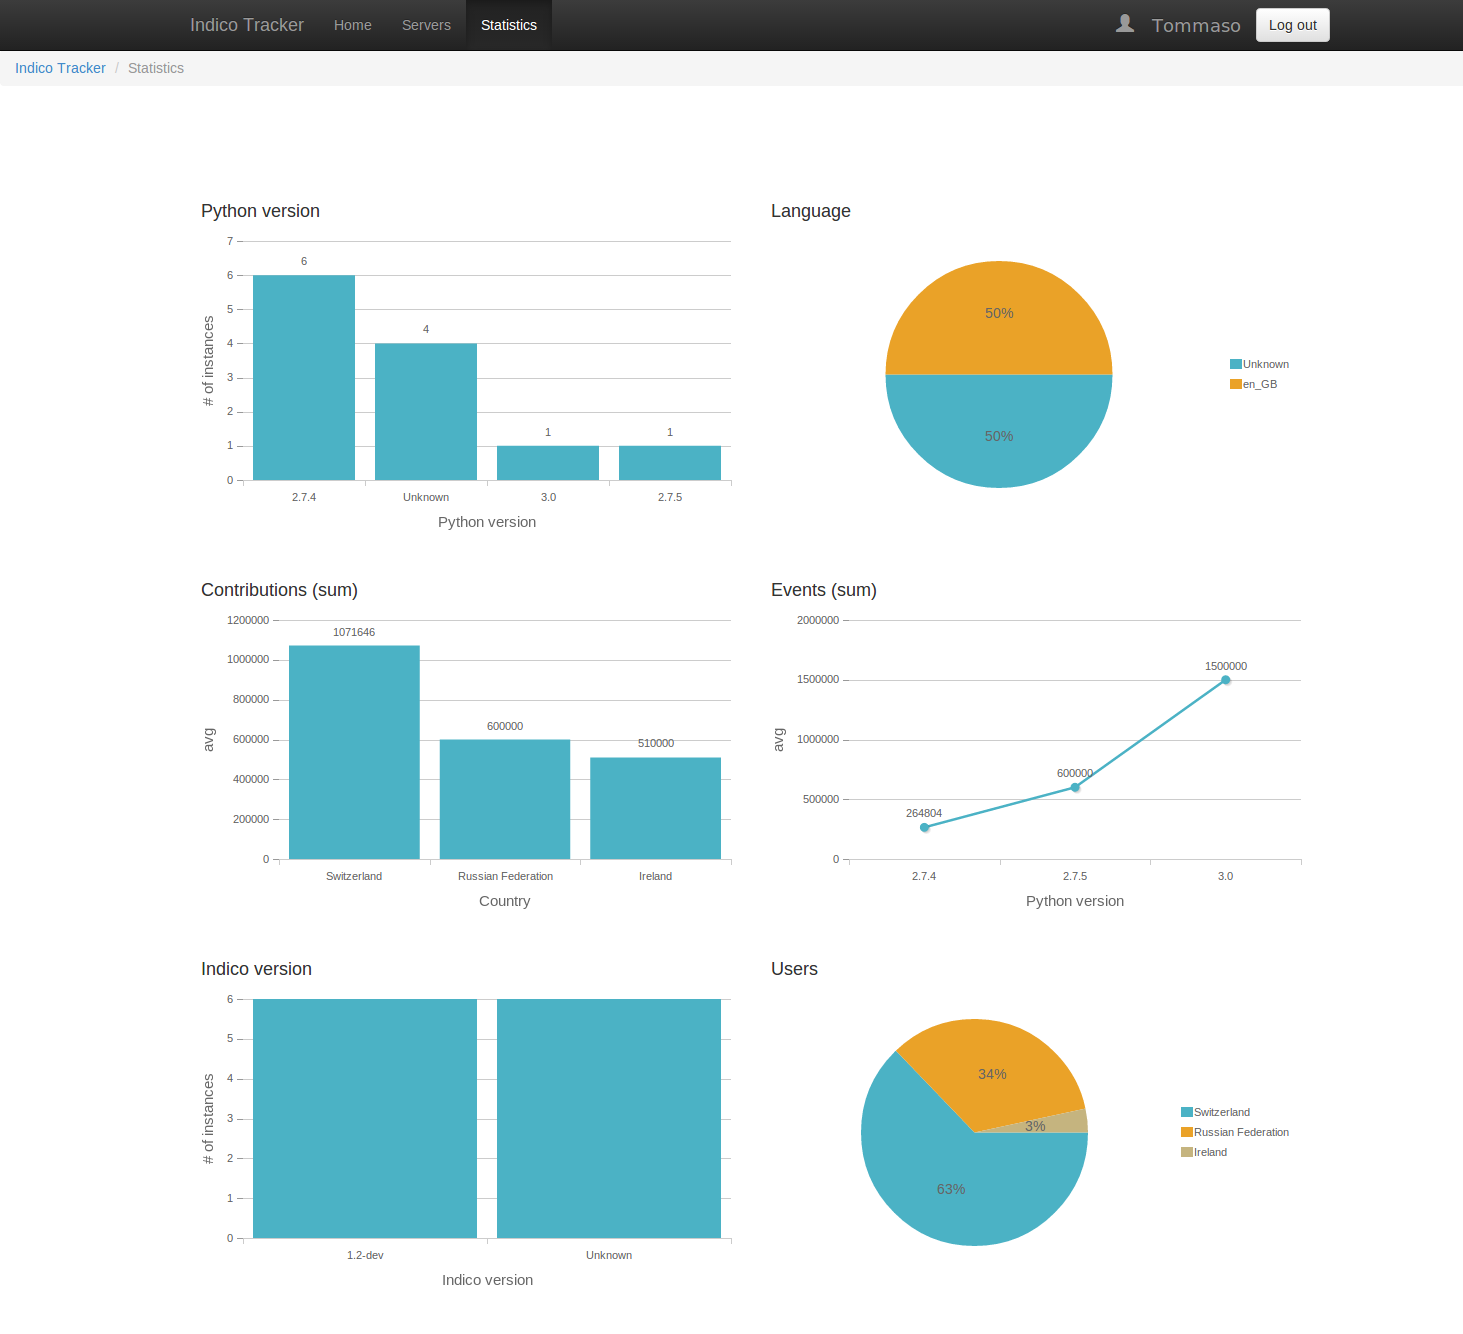 Indico Tracker Home Servers Statistics Tommaso Log out
Indico Tracker / Statistics
Python version
7
6
5
4
3
2
1
0
# of instances
6
4
1
1
2.7.4 Unknown 3.0 2.7.5
Python version
Language
50%
50%
Unknown
en_GB
Contributions (sum)
1200000
1000000
800000
600000
400000
200000
0
avg
1071646
600000
510000
Switzerland Russian Federation Ireland
Country
Events (sum)
2000000
1500000
1000000
500000
0
avg
264804
600000
1500000
2.7.4 2.7.5 3.0
Python version
Indico version
6
5
4
3
2
1
0
# of instances
1.2-dev Unknown
Indico version
Users
34%
3%
63%
Switzerland
Russian Federation
Ireland